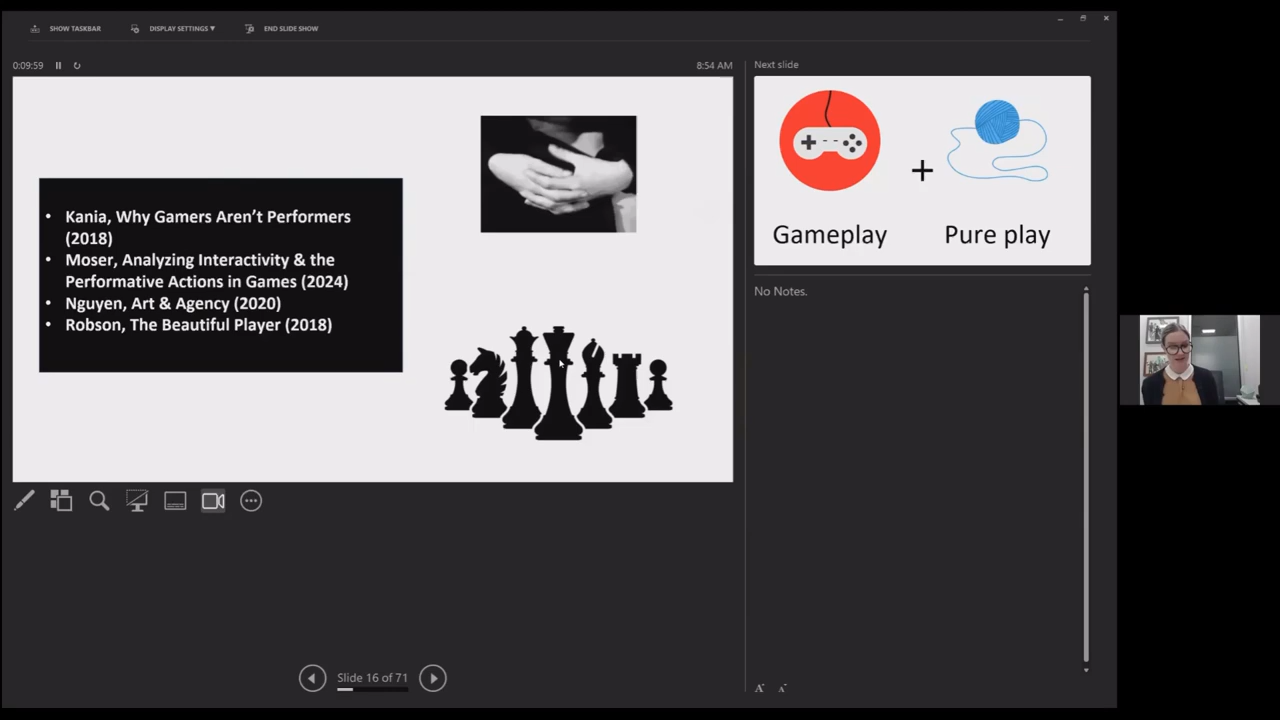 SHOW TASKBAR
DISPLAY SETTINGS ▼
END SLIDE SHOW
0:09:59
8:54 AM
• Kania, Why Gamers Aren’t Performers
(2018)
• Moser, Analyzing Interactivity & the
Performative Actions in Games (2024)
• Nguyen, Art & Agency (2020)
• Robson, The Beautiful Player (2018)
Slide 16 of 71
Next slide
+
Gameplay
Pure play
No Notes.
A
A